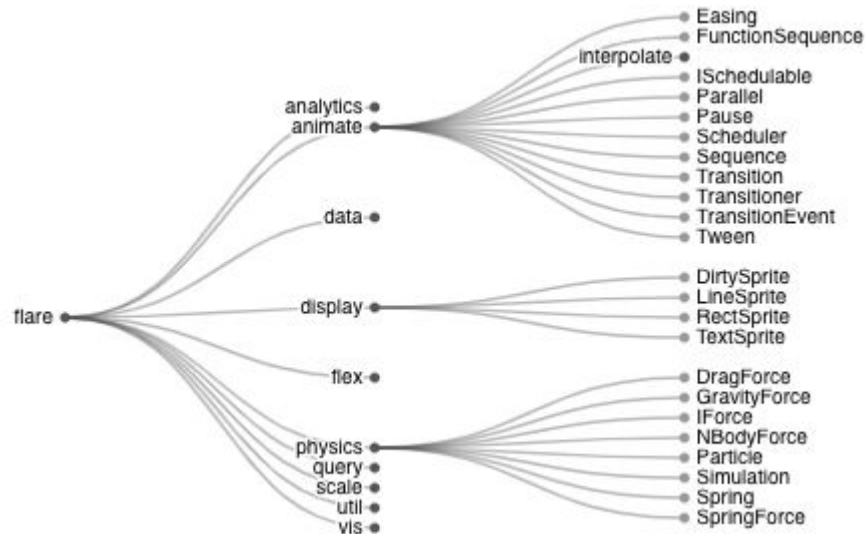 flare
analytics
animate
data
display
flex
physics
query
scale
util
vis
Easing
FunctionSequence
interpolate
ISchedulable
Parallel
Pause
Scheduler
Sequence
Transition
Transitioner
TransitionEvent
Tween
DirtySprite
LineSprite
RectSprite
TextSprite
DragForce
GravityForce
IForce
NBodyForce
Particle
Simulation
Spring
SpringForce